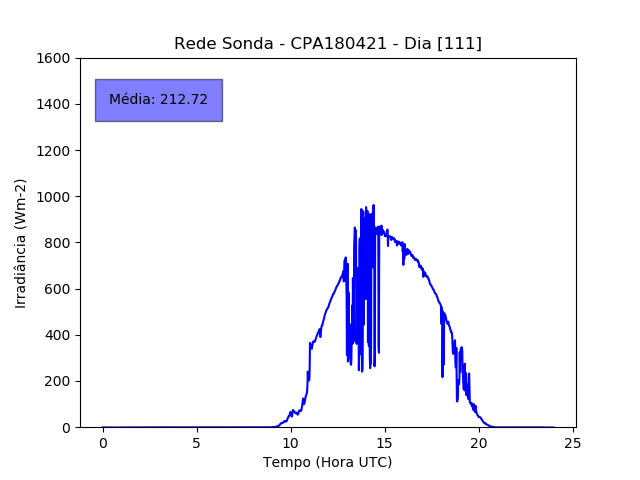 Rede Sonda - CPA180421 - Dia [111]
1600
1400
1200
1000
800
600
400
200
0
Média: 212.72
Irradiância (Wm-2)
0 5 10 15 20 25
Tempo (Hora UTC)